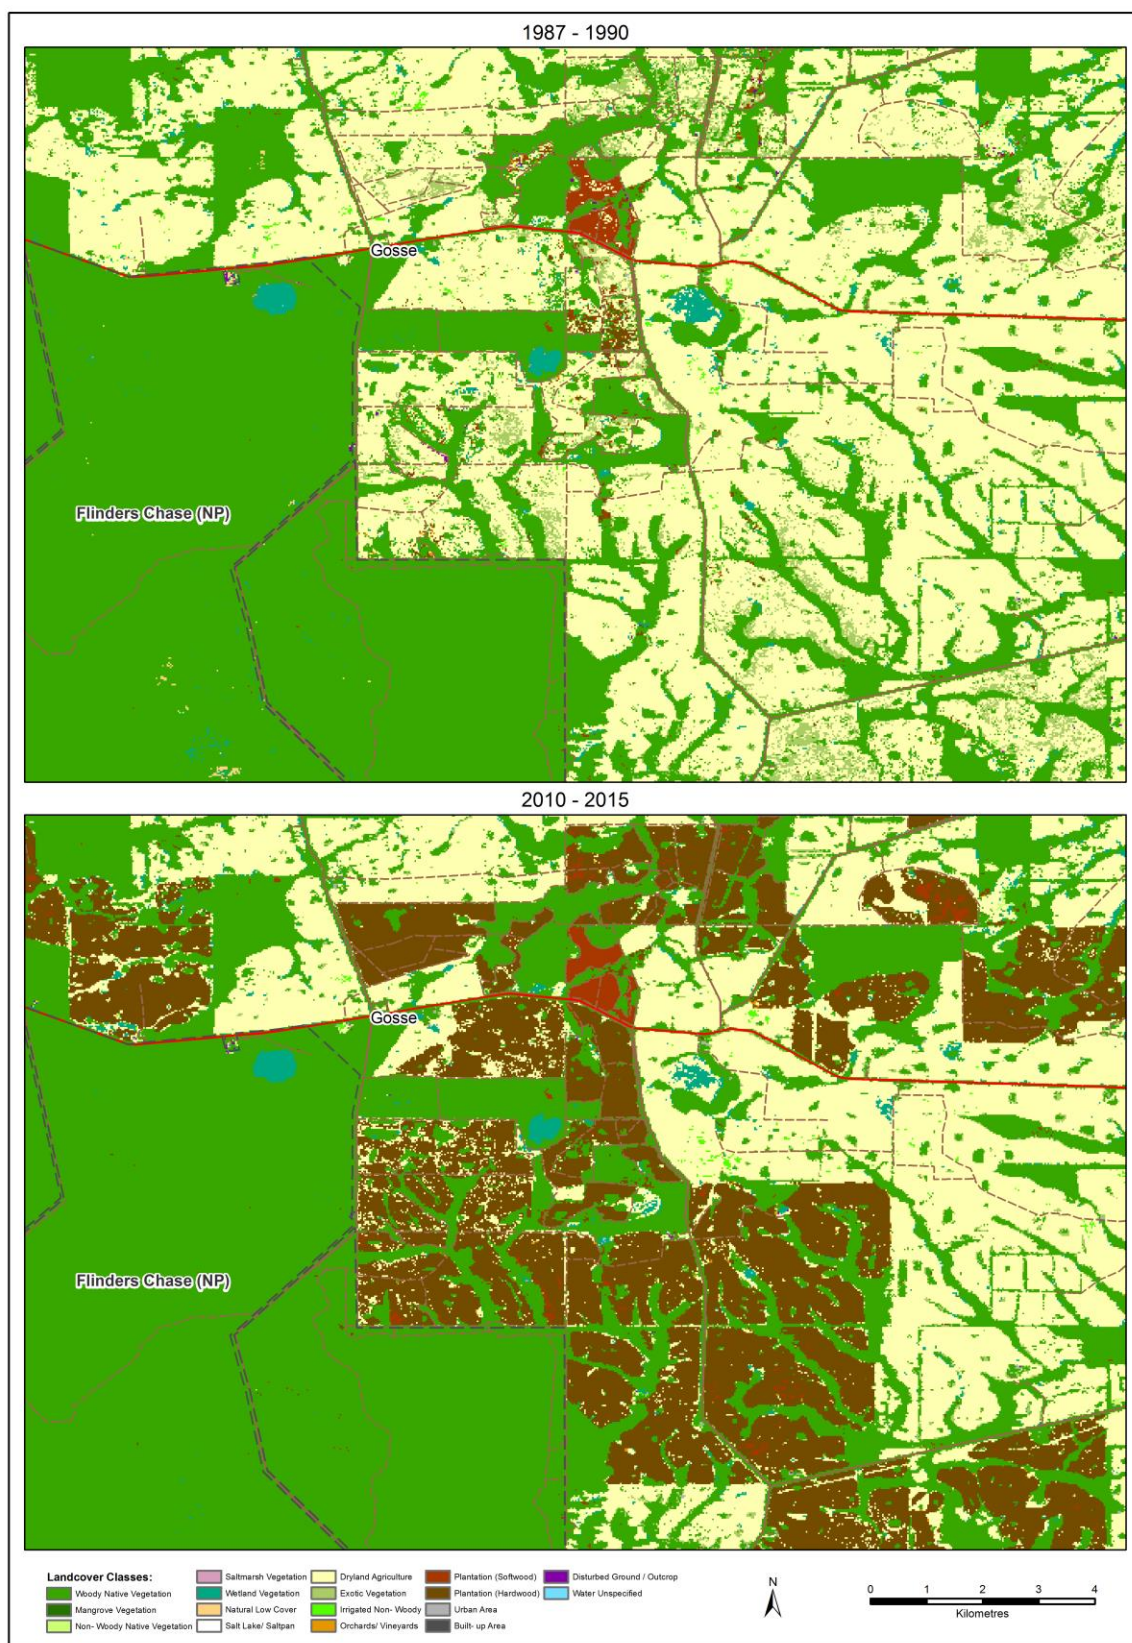 1987 - 1990
Gosse
Flinders Chase (NP)
2010 - 2015
Gosse
Flinders Chase (NP)
Landcover Classes:
Woody Native Vegetation
Mangrove Vegetation
Non- Woody Native Vegetation
Saltmarsh Vegetation
Wetland Vegetation
Natural Low Cover
Salt Lake/ Saltpan
Dryland Agriculture
Exotic Vegetation
Irrigated Non- Woody
Orchards/ Vineyards
Plantation (Softwood)
Plantation (Hardwood)
Urban Area
Built- up Area
Disturbed Ground / Outcrop
Water Unspecified
N
0 1 2 3 4
Kilometres